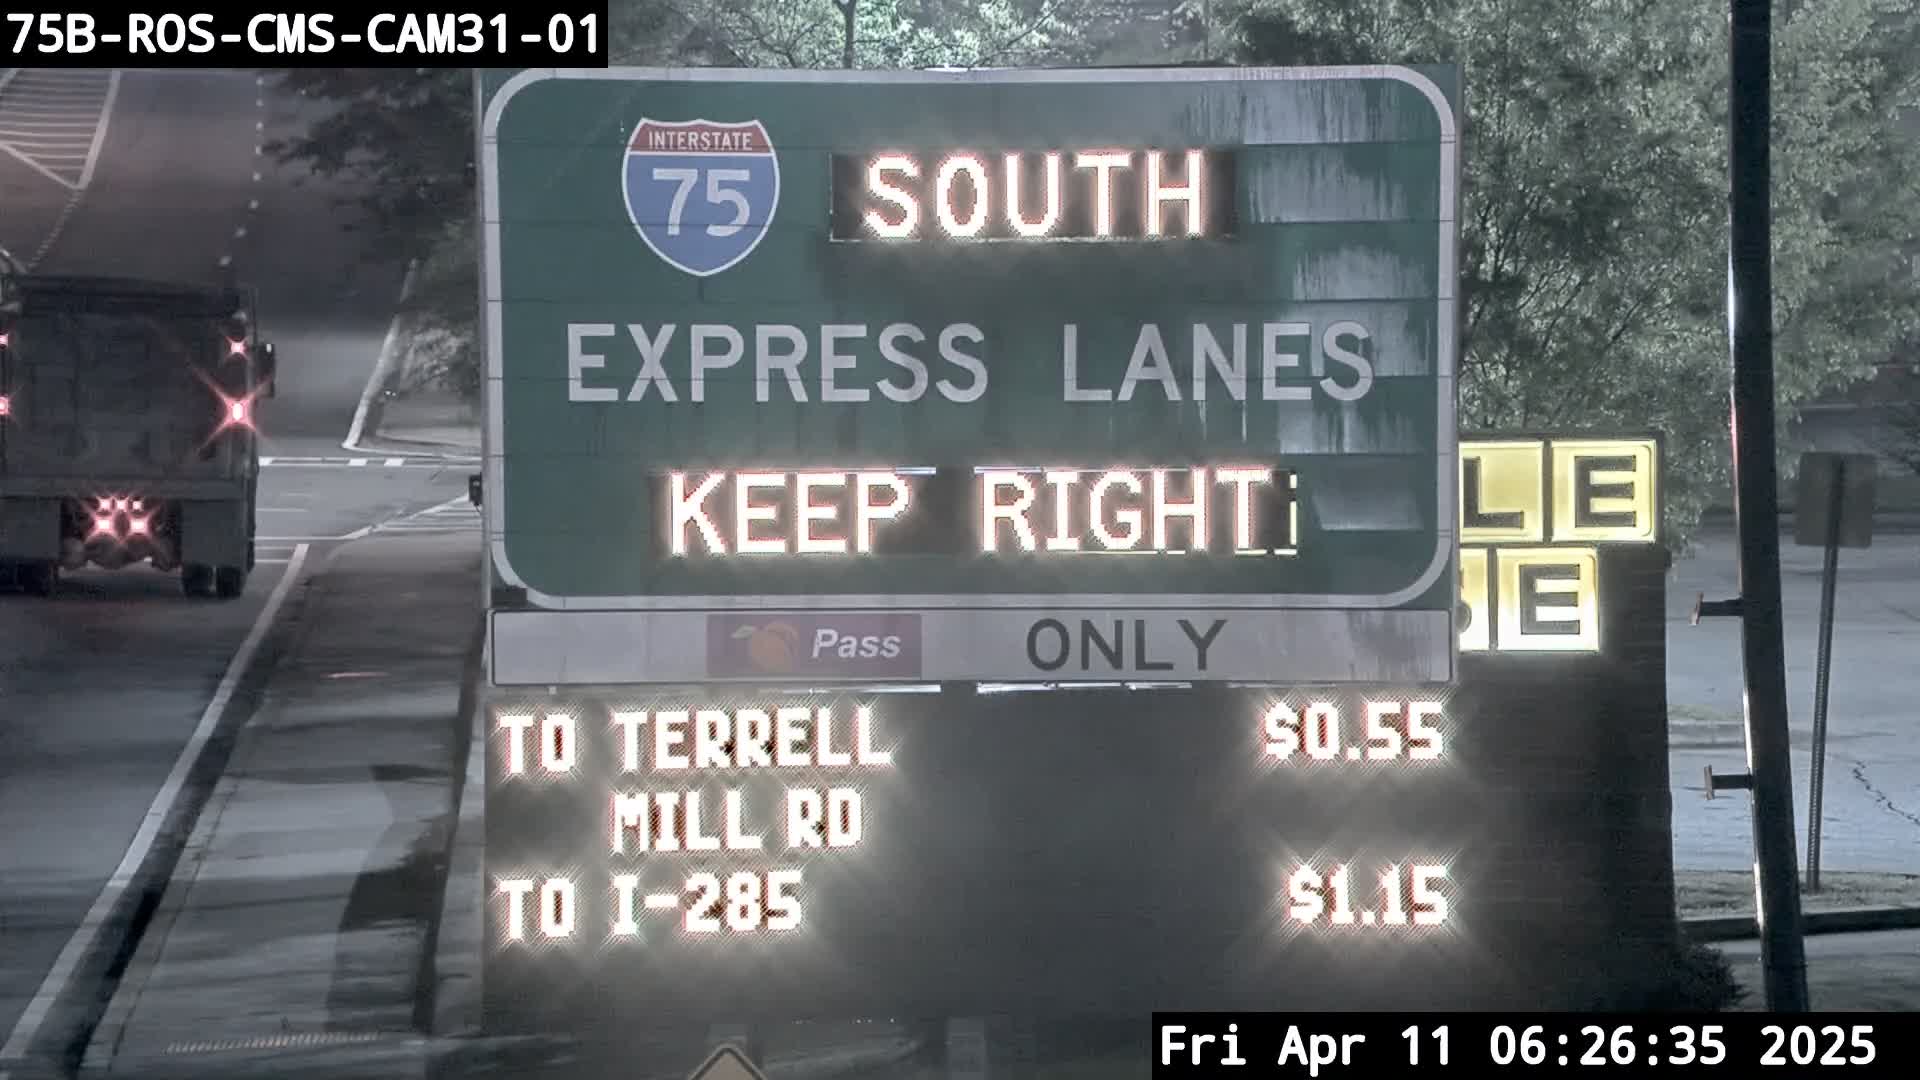 75B-ROS-CMS-CAM31-01
INTERSTATE
75
SOUTH
EXPRESS LANES
KEEP RIGHT
Pass ONLY
TO TERRELL $0.55
MILL RD
TO I-285 $1.15
LE
E
Fri Apr 11 06:26:35 2025